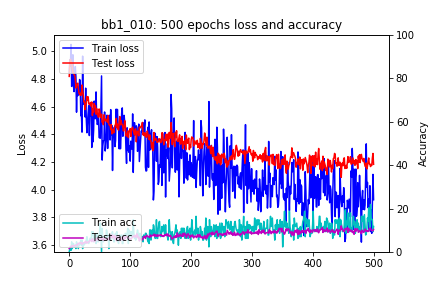 bb1_010: 500 epochs loss and accuracy
Train loss
Test loss
Train acc
Test acc
Loss
5.0
4.8
4.6
4.4
4.2
4.0
3.8
3.6
0
100
200
300
400
500
Accuracy
100
80
60
40
20
0